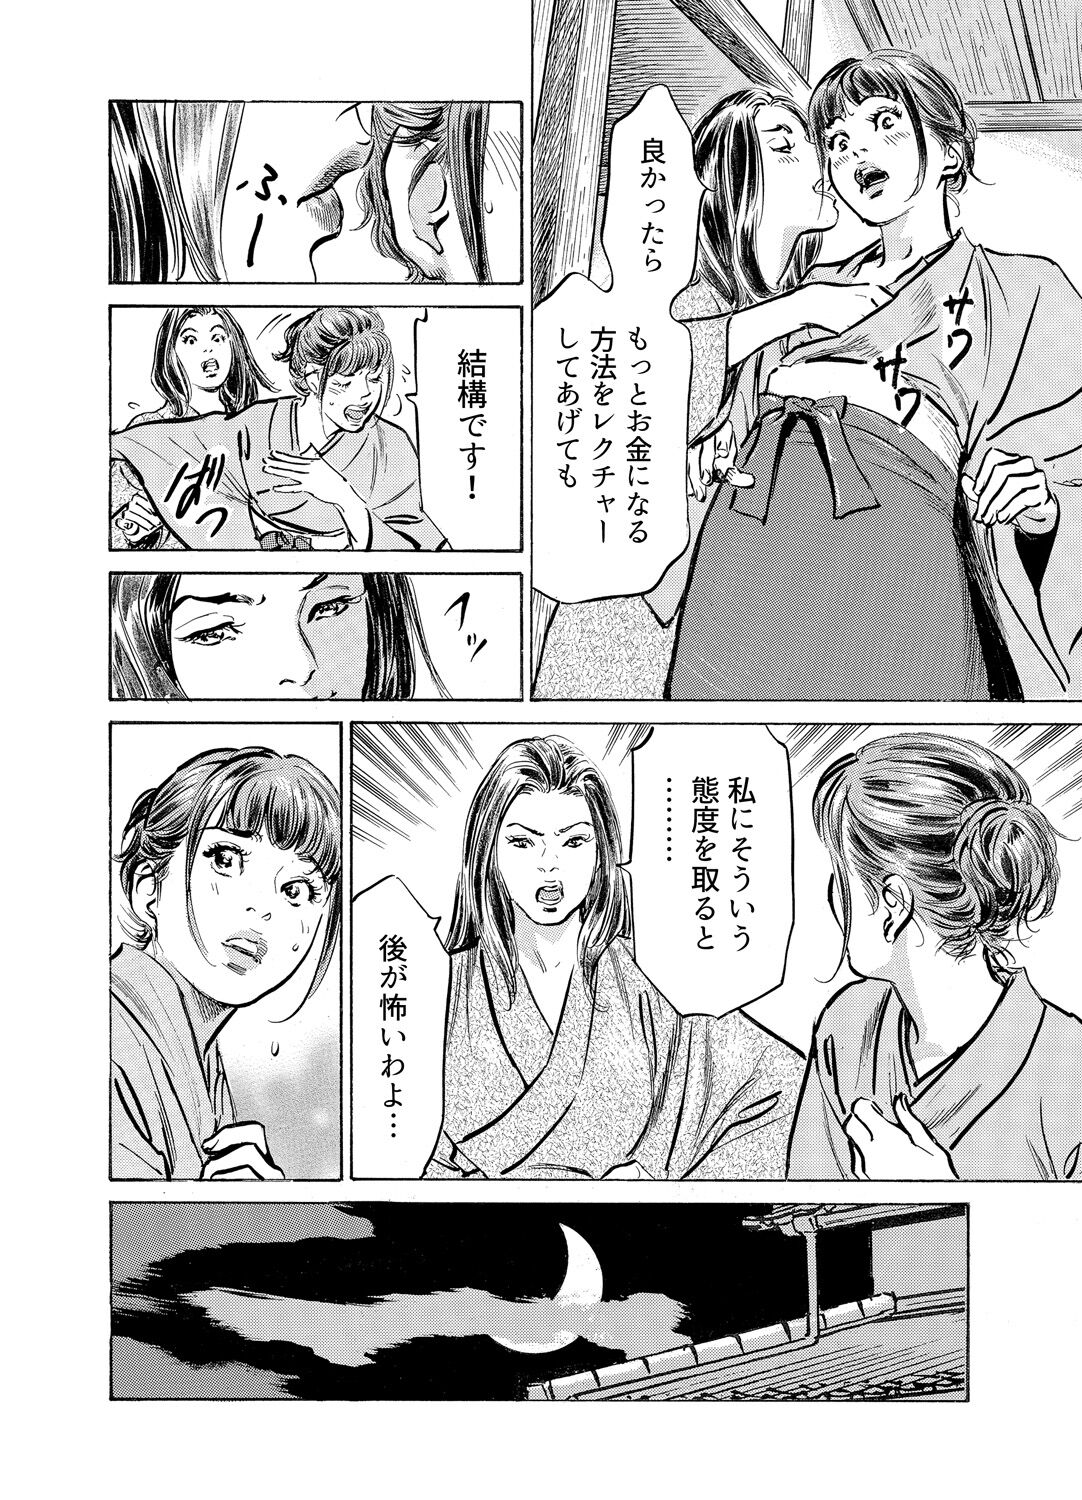 良かったら
もっとお金になる
方法をレクチャー
してあげても
サワ
サワ
ふーー
結構です！
ばっ
フッ
私にそういう
態度を取ると
………
後が怖いわよ…